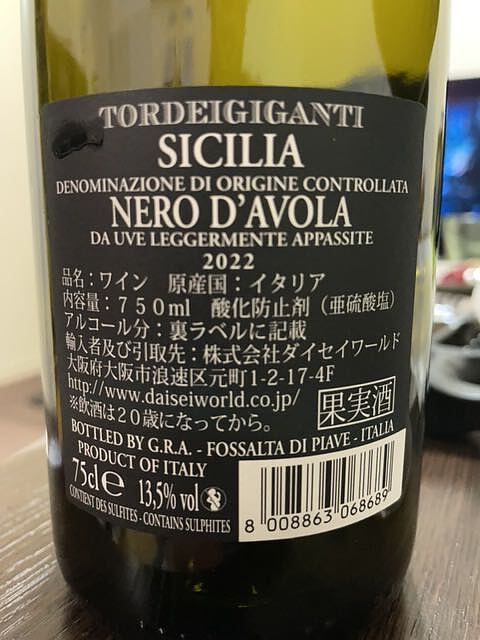 TORDEIGIGANTI
SICILIA
DENOMINAZIONE DI ORIGINE CONTROLLATA
NERO D'AVOLA
DA UVE LEGGERMENTE APPASSITE
2022
品名：ワイン 原産国：イタリア
内容量：７５０ml 酸化防止剤（亜硫酸塩）
アルコール分：裏ラベルに記載
輸入者及び引取先：株式会社ダイセイワールド
大阪府大阪市浪速区元町1-2-17-4F
http://www.daiseiworld.co.jp/
※飲酒は２０歳になってから。 果実酒
BOTTLED BY G.R.A. - FOSSALTA DI PIAVE - ITALIA
PRODUCT OF ITALY
75cl e 13,5% vol
CONTIENT DES SULFITES - CONTAINS SULPHITES
8 008863 068689